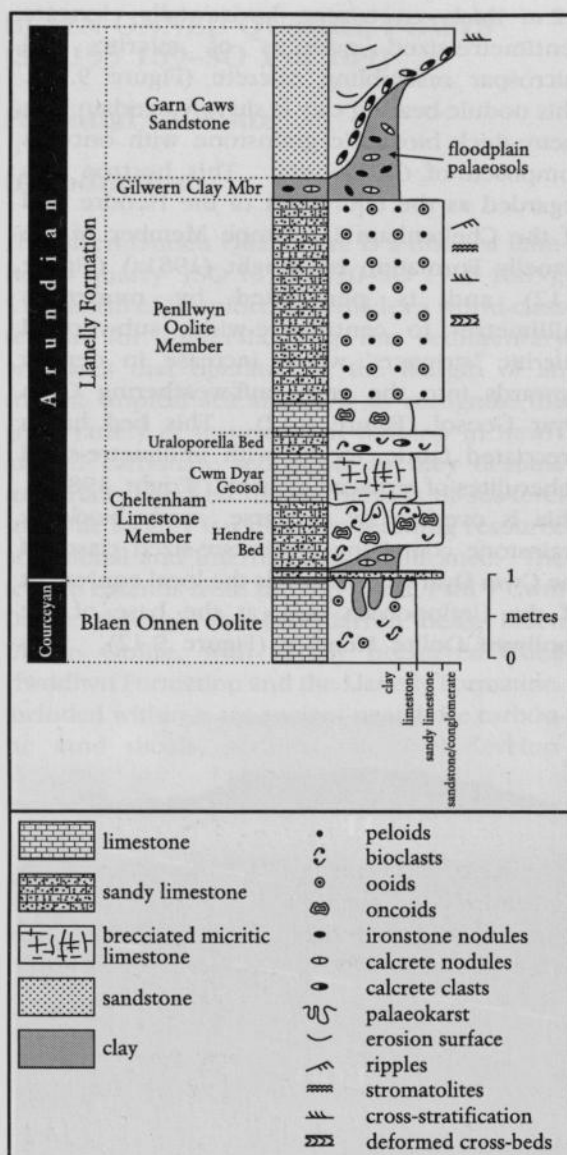 Arundian
Courceyan
Llanelly Formation
Garn Caws
Sandstone
floodplain
palaeosols
Gilwern Clay Mbr
Penllwyn
Oolite
Member
Uraloporella Bed
Cwm Dyar
Geosol
Cheltenham
Limestone
Member
Hendre
Bed
Blaen Onnen Oolite
1
metres
0
clay
limestone
sandy limestone
sandstone/conglomerate
limestone
sandy limestone
brecciated micritic
limestone
sandstone
clay
peloids
bioclasts
ooids
oncoids
ironstone nodules
calcrete nodules
calcrete clasts
palaeokarst
erosion surface
ripples
stromatolites
cross-stratification
deformed cross-beds